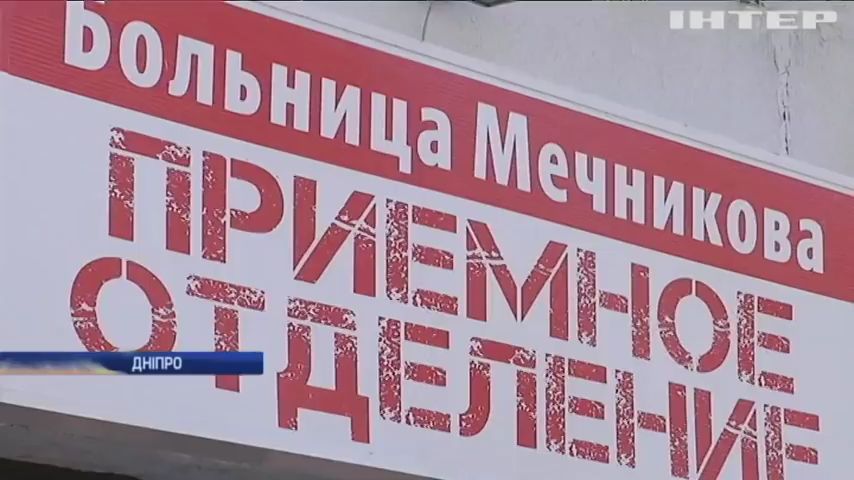 ІНТЕР
Больница Мечникова
ПРИЕМНОЕ
ОТДЕЛЕНИЕ
ДНІПРО